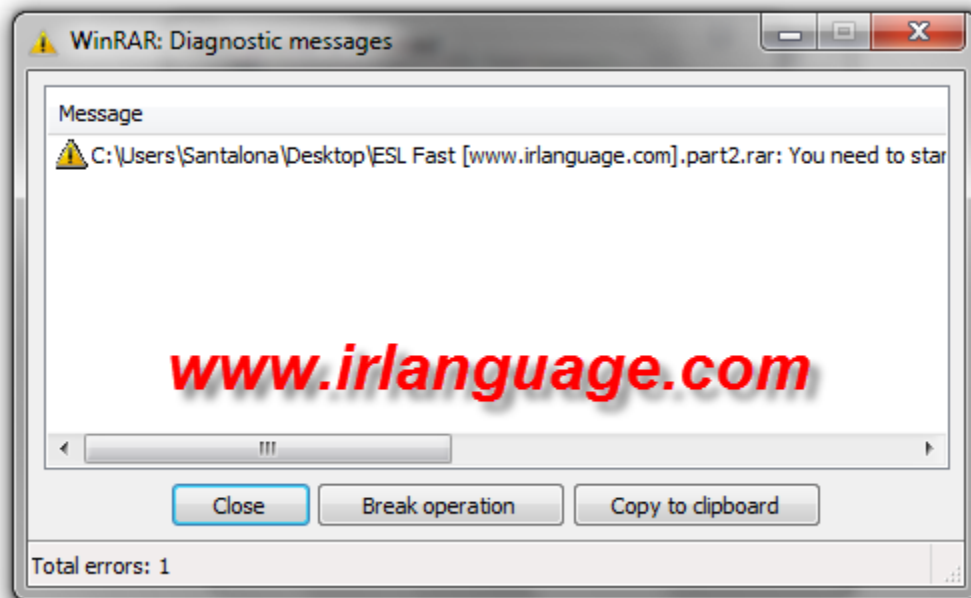 WinRAR: Diagnostic messages
Message
C:\Users\Santalona\Desktop\ESL Fast [www.irlanguage.com].part2.rar: You need to star
www.irlanguage.com
Close
Break operation
Copy to clipboard
Total errors: 1